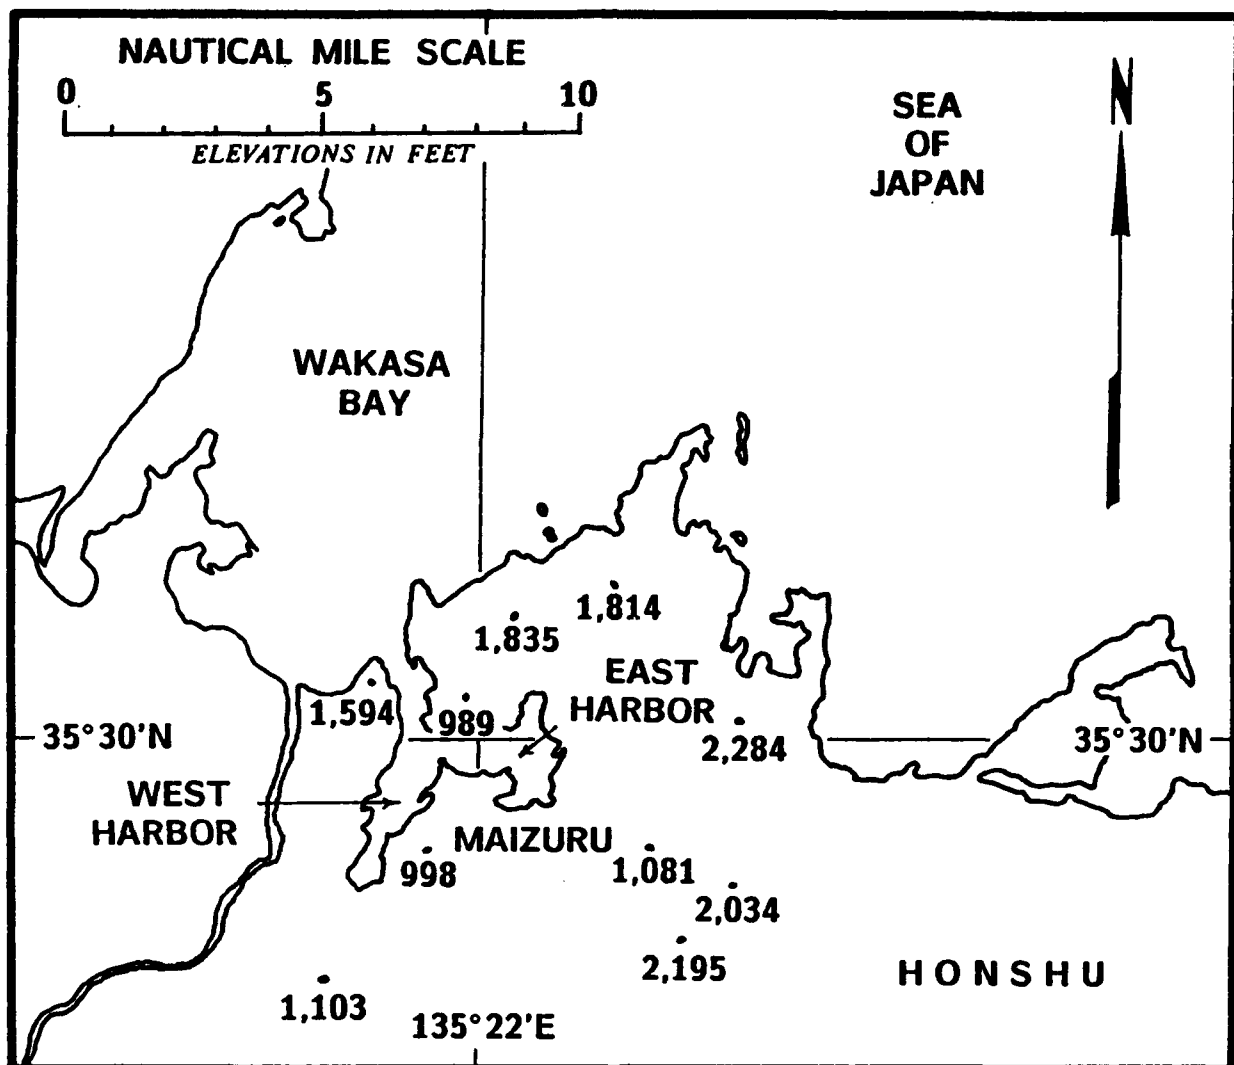 NAUTICAL MILE SCALE
0 5 10
ELEVATIONS IN FEET
SEA
OF
JAPAN
N
WAKASA
BAY
1,814
1,835
EAST
HARBOR
1,594
989
2,284
35°30'N
35°30'N
WEST
HARBOR
MAIZURU
998
1,081
2,034
2,195
HONSHU
1,103
135°22'E